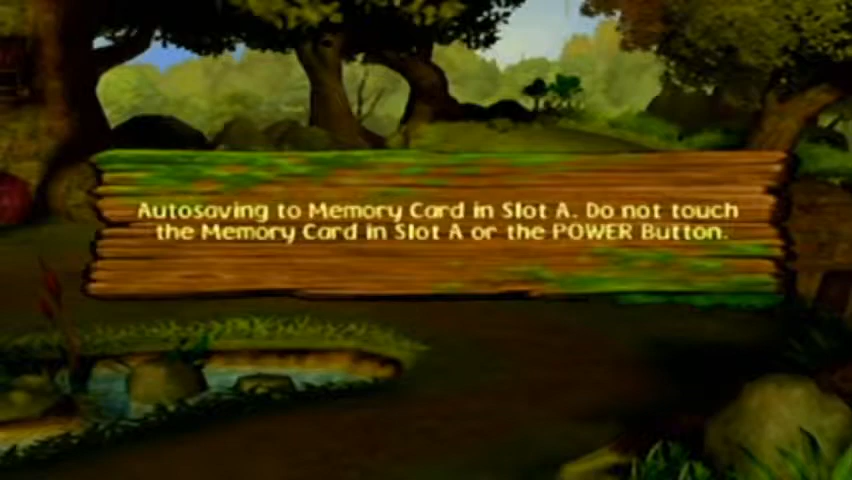 Autosaving to Memory Card in Slot A. Do not touch
the Memory Card in Slot A or the POWER Button.